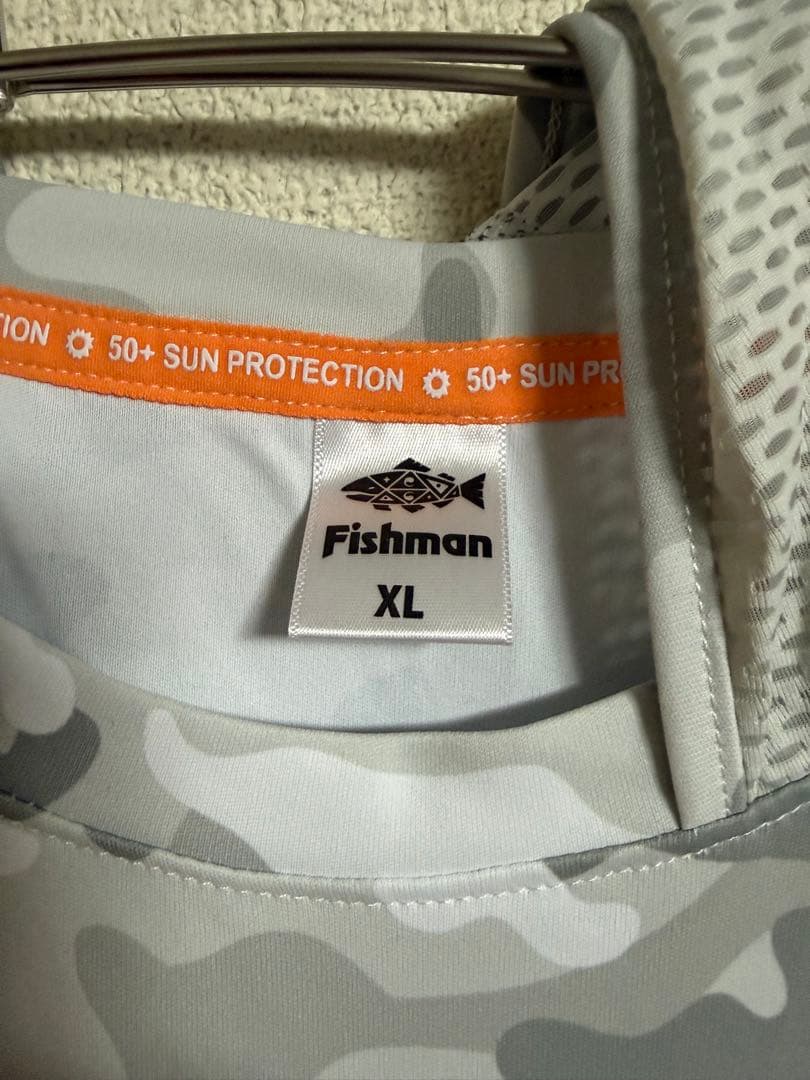 TION 50+ SUN PROTECTION 50+ SUN PR
Fishman
XL